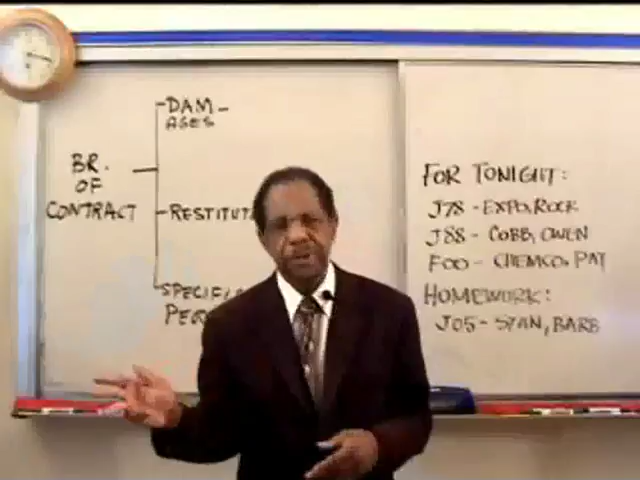 DAM-
AGES
BR.
OF
CONTRACT
RESTITUT
SPECIFI
PER
FOR TONIGHT:
J78 - EXPO, ROCK
J88 - COBB, OWEN
F00 - CHEMCO, PAT
HOMEWORK:
J05 - STAN, BARB